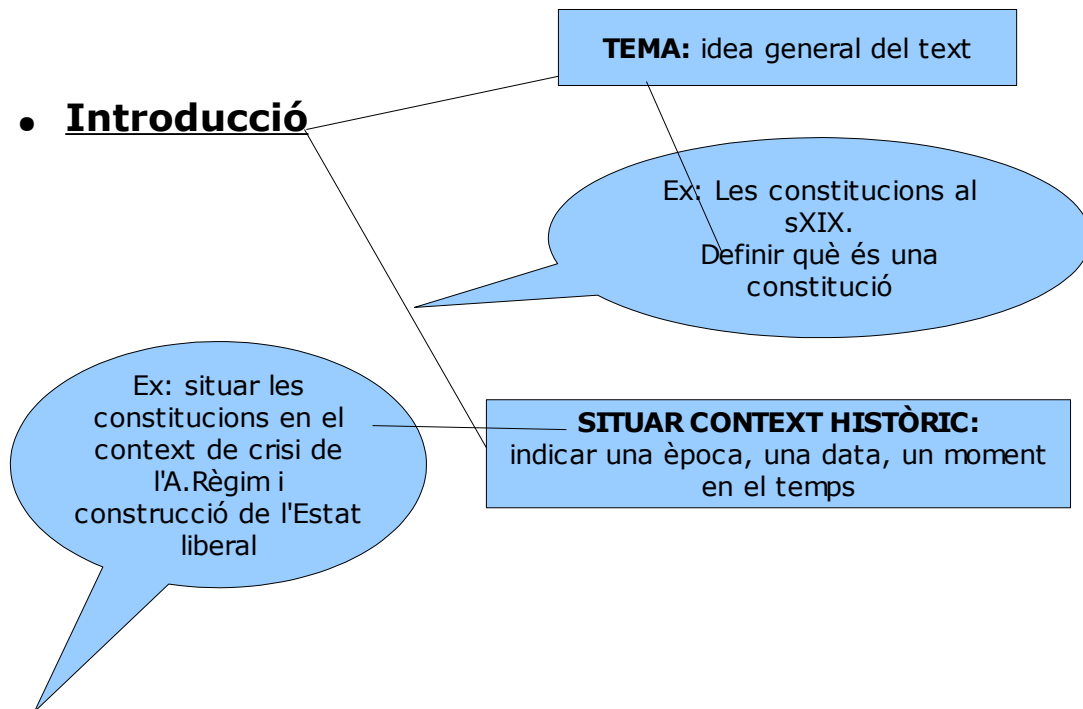 TEMA: idea general del text
• Introducció
Ex: Les constitucions al
sXIX.
Definir què és una
constitució
Ex: situar les
constitucions en el
context de crisi de
l'A.Règim i
construcció de l'Estat
liberal
SITUAR CONTEXT HISTÒRIC:
indicar una època, una data, un moment
en el temps